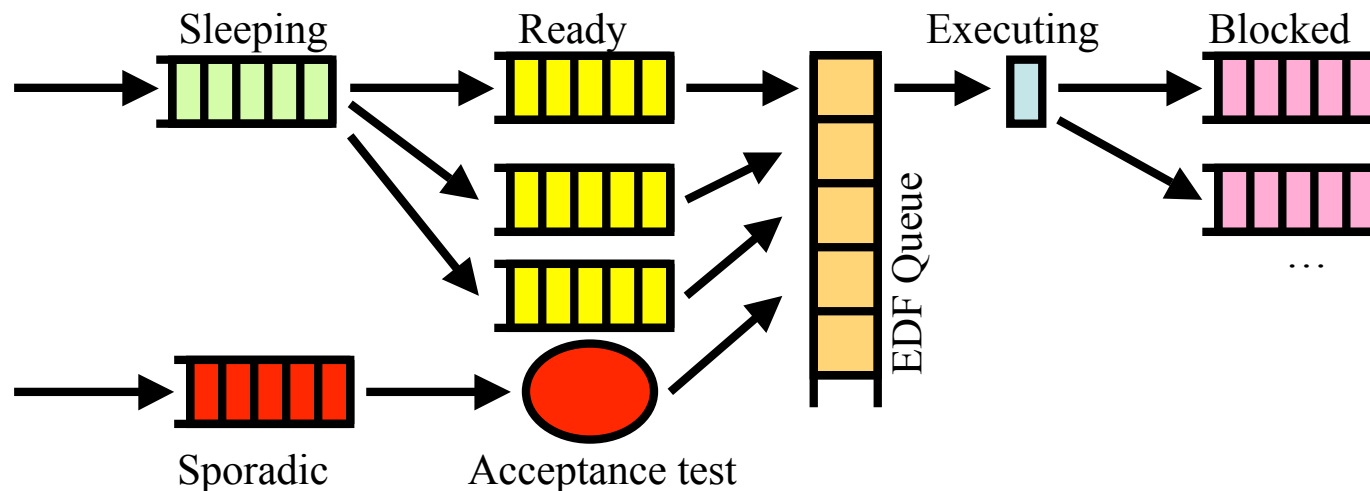 Sleeping
Ready
Executing
Blocked
EDF Queue
…
Sporadic
Acceptance test